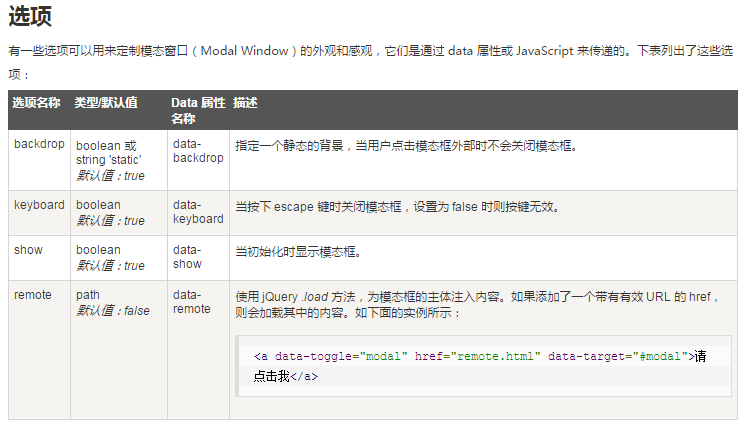 选项
有一些选项可以用来定制模态窗口（Modal Window）的外观和感观，它们是通过 data 属性或 JavaScript 来传递的。下表列出了这些选
项：
选项名称 类型/默认值 Data 属性 描述
名称
backdrop boolean 或 data- 指定一个静态的背景，当用户点击模态框外部时不会关闭模态框。
string 'static' backdrop
默认值：true
keyboard boolean data- 当按下 escape 键时关闭模态框，设置为 false 时则按键无效。
默认值：true keyboard
show boolean data- 当初始化时显示模态框。
默认值：true show
remote path data- 使用 jQuery .load 方法，为模态框的主体注入内容。如果添加了一个带有有效 URL 的 href，
默认值：false remote 则会加载其中的内容。如下面的实例所示：
<a data-toggle="modal" href="remote.html" data-target="#modal">请
点击我</a>